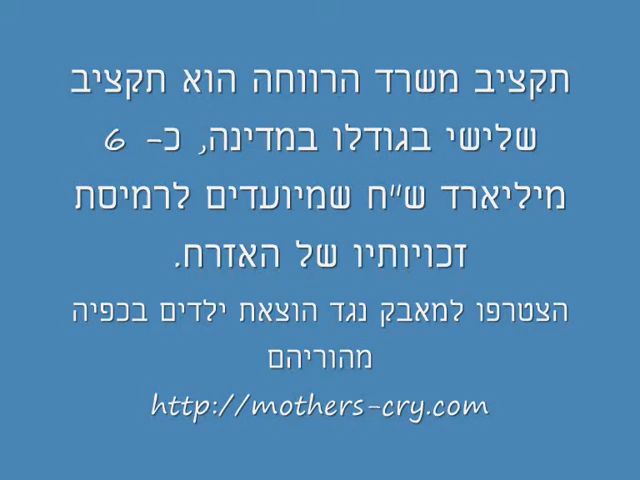 תקציב משרד הרווחה הוא תקציב
שלישי בגודלו במדינה, כ- 6
מיליארד ש"ח שמיועדים לרמיסת
זכויותיו של האזרח.
הצטרפו למאבק נגד הוצאת ילדים בכפיה
מהוריהם
http://mothers-cry.com